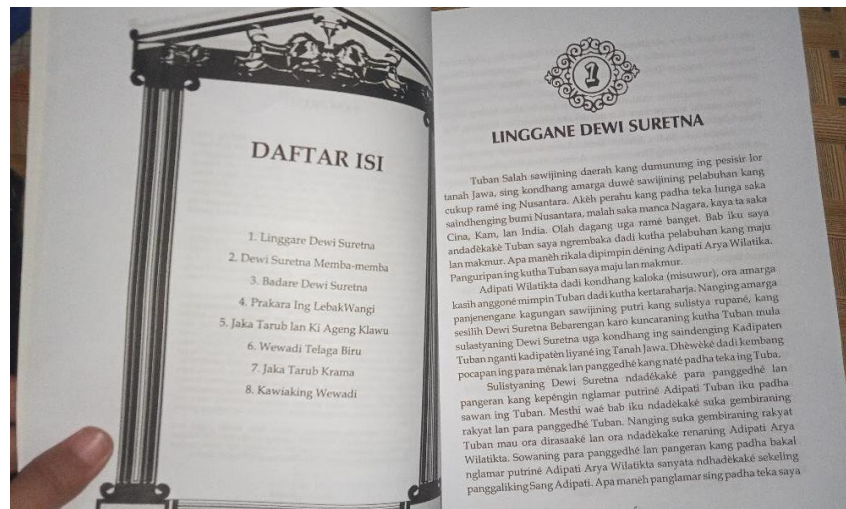 DAFTAR ISI
1. Linggare Dewi Suretna
2. Dewi Suretna Memba-memba
3. Badare Dewi Suretna
4. Prakara Ing LebakWangi
5. Jaka Tarub lan Ki Ageng Klawu
6. Wewadi Telaga Biru
7. Jaka Tarub Krama
8. Kawiaking Wewadi
1
LINGGANE DEWI SURETNA
Tuban Salah sawijining daerah kang dumunung ing pesisir lor
tanah Jawa, sing kondhang amarga duwé sawijining pelabuhan kang
cukup ramé ing Nusantara. Akèh perahu kang padha teka lunga saka
saindhenging bumi Nusantara, malah saka manca Nagara, kaya ta saka
Cina, Kam, lan India. Olah dagang uga ramé banget. Bab iku saya
andadèkaké Tuban saya ngrembaka dadi kutha pelabuhan kang maju
lan makmur. Apa manèh rikala dipimpin déning Adipati Arya Wilatika.
Panguripan ing kutha Tuban saya maju lan makmur.
Adipati Wilatikta dadi kondhang kaloka (misuwur), ora amarga
kasih anggoné mimpin Tuban dadi kutha kertaraharja. Nanging amarga
panjenengane kagungan sawijining putri kang sulistya rupané, kang
sesilih Dewi Suretna Bebarengan karo kuncaraning kutha Tuban mula
sulastyaning Dewi Suretna uga kondhang ing saindenging Kadipaten
Tuban nganti kadipatèn liyané ing Tanah Jawa. Dhèwèké dadi kembang
pocapan ing para mènak lan panggedhé kang naté padha teka ing Tuba.
Sulistyaning Dewi Suretna ndadékaké para panggedhé lan
pangeran kang kepéngin nglamar putriné Adipati Tuban iku padha
sawan ing Tuban. Mesthi waé bab iku ndadékaké suka gembiraning
rakyat lan para panggedhé Tuban. Nanging suka gembiraning rakyat
Tuban mau ora dirasaaké lan ora ndadèkake renaning Adipati Arya
Wilatikta. Sowaning para panggedhé lan pangeran kang padha bakal
nglamar putriné Adipati Arya Wilatikta sanyata ndhadèkaké sekeling
panggaliking Sang Adipati. Apa maneh panglamar sing padha teka saya